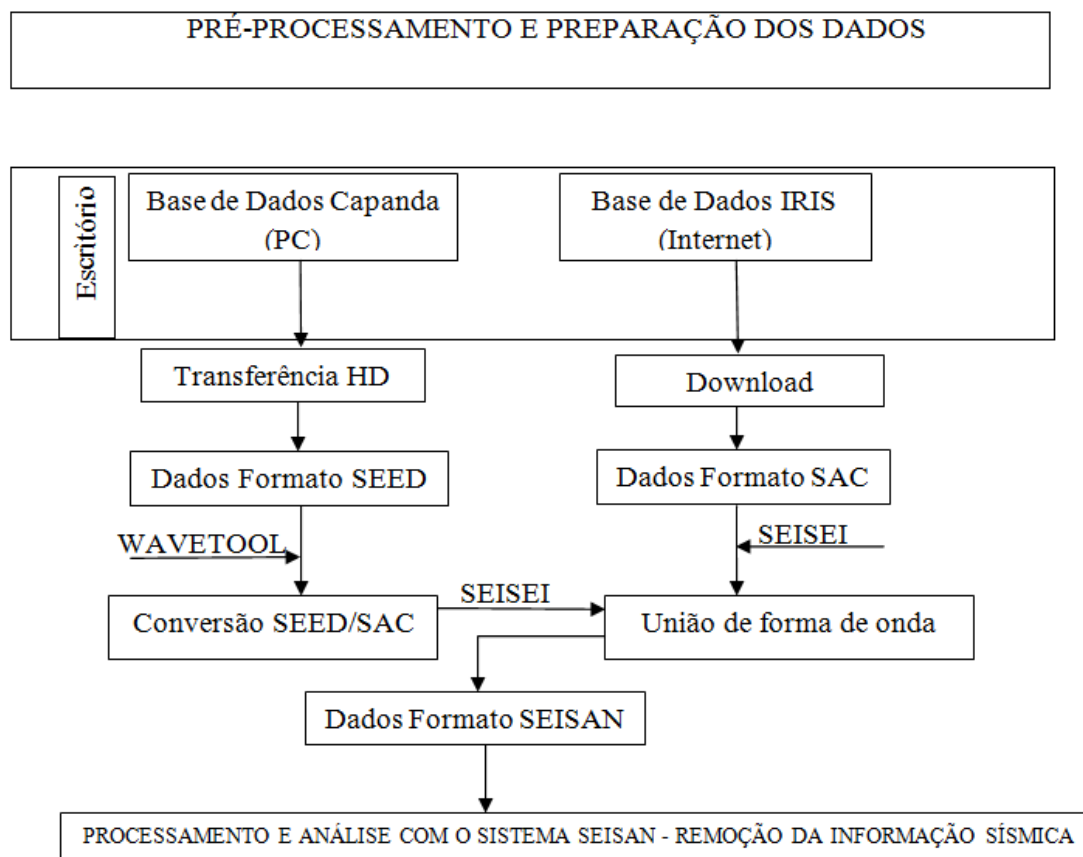 PRÉ-PROCESSAMENTO E PREPARAÇÃO DOS DADOS
Escritório
Base de Dados Capanda
(PC)
Base de Dados IRIS
(Internet)
Transferência HD
Download
Dados Formato SEED
Dados Formato SAC
WAVETOOL
SEISEI
Conversão SEED/SAC
SEISEI
União de forma de onda
Dados Formato SEISAN
PROCESSAMENTO E ANÁLISE COM O SISTEMA SEISAN - REMOÇÃO DA INFORMAÇÃO SÍSMICA